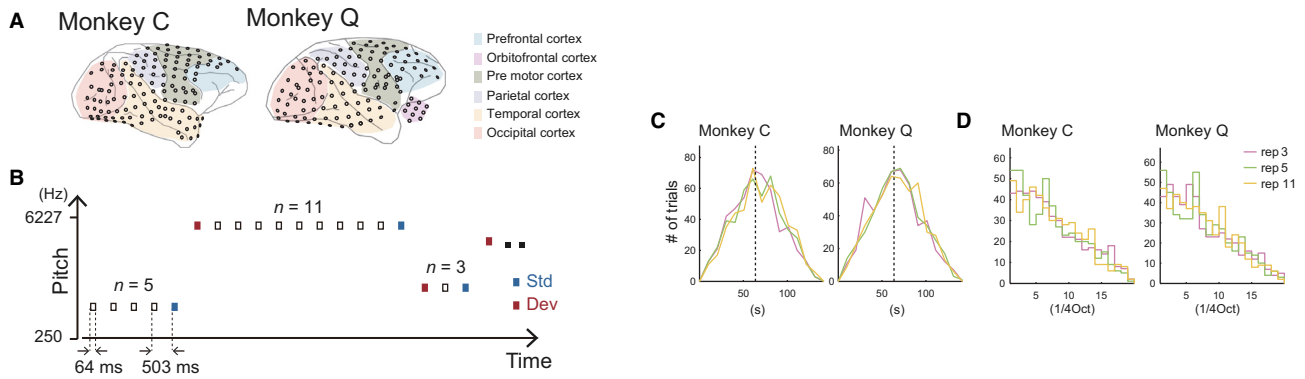 A
Monkey C
Monkey Q
Prefrontal cortex
Orbitofrontal cortex
Pre motor cortex
Parietal cortex
Temporal cortex
Occipital cortex
B
(Hz)
6227
250
Pitch
n = 5
n = 11
n = 3
Std
Dev
64 ms
503 ms
Time
C
Monkey C
Monkey Q
# of trials
80
60
40
20
0
50
100
(s)
80
60
40
20
0
50
100
(s)
D
Monkey C
Monkey Q
rep 3
rep 5
rep 11
60
50
40
30
20
10
0
5
10
15
(1/4Oct)
60
50
40
30
20
10
0
5
10
15
(1/4Oct)